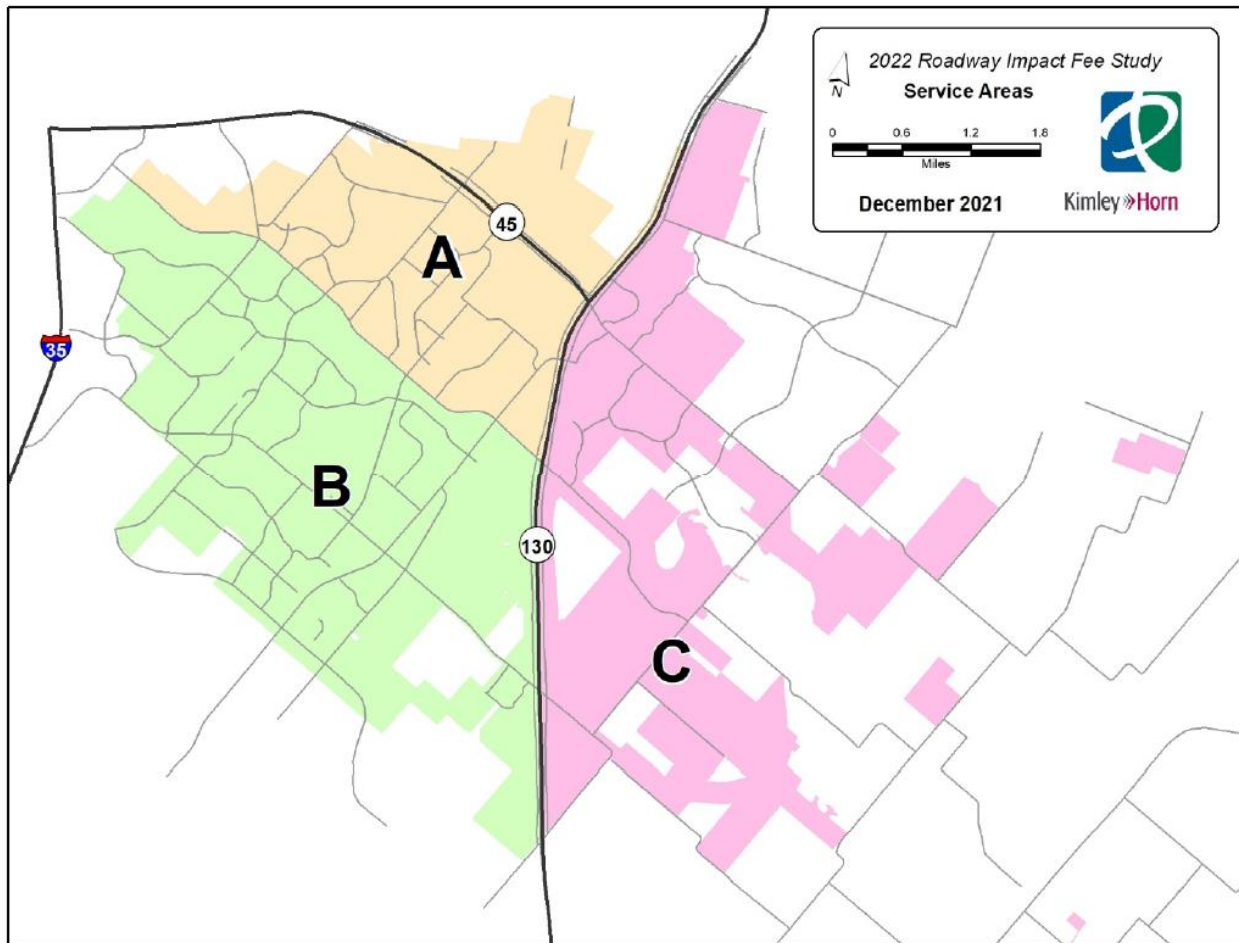 2022 Roadway Impact Fee Study
N
Service Areas
0 0.6 1.2 1.8
Miles
December 2021
Kimley»Horn
45
A
35
B
130
C